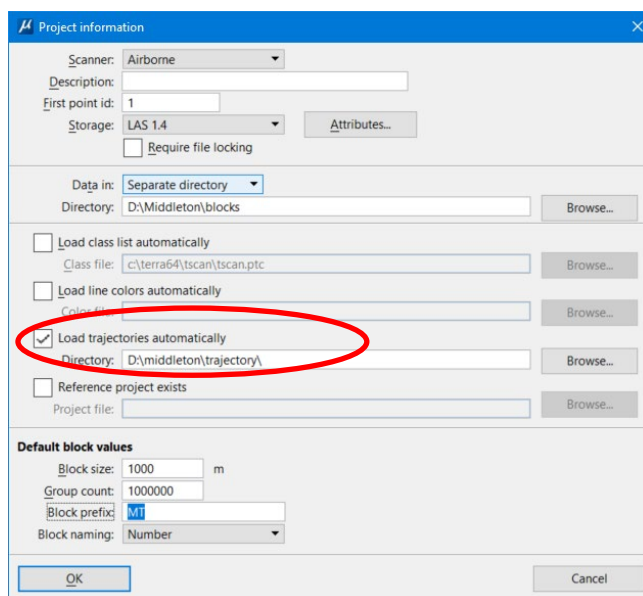 Project information
Scanner: Airborne
Description:
First point id: 1
Storage: LAS 1.4 Attributes...
Require file locking
Data in: Separate directory
Directory: D:\Middleton\blocks Browse...
Load class list automatically
Class file: c:\terra64\tscan\tscan.ptc Browse...
Load line colors automatically
Color file: Browse...
Load trajectories automatically
Directory: D:\middleton\trajectory\ Browse...
Reference project exists
Project file: Browse...
Default block values
Block size: 1000 m
Group count: 1000000
Block prefix: MT
Block naming: Number
OK Cancel